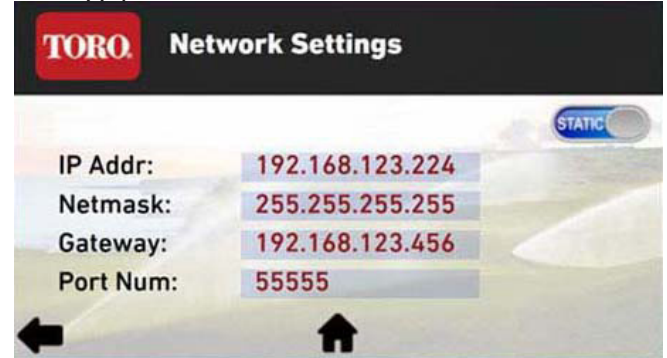 TORO. Network Settings
STATIC
IP Addr: 192.168.123.224
Netmask: 255.255.255.255
Gateway: 192.168.123.456
Port Num: 55555